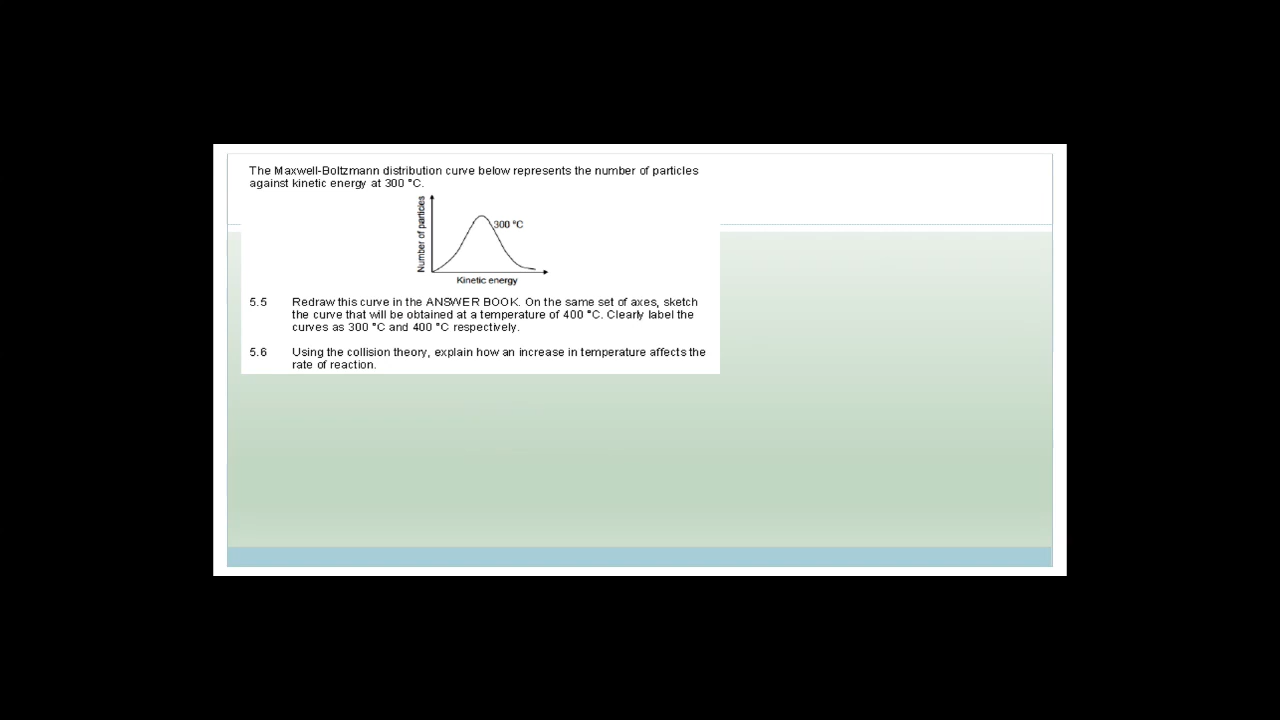 The Maxwell-Boltzmann distribution curve below represents the number of particles
against kinetic energy at 300 °C.
Number of particles
300 °C
Kinetic energy
5.5 Redraw this curve in the ANSWER BOOK. On the same set of axes, sketch
the curve that will be obtained at a temperature of 400 °C. Clearly label the
curves as 300 °C and 400 °C respectively.
5.6 Using the collision theory, explain how an increase in temperature affects the
rate of reaction.